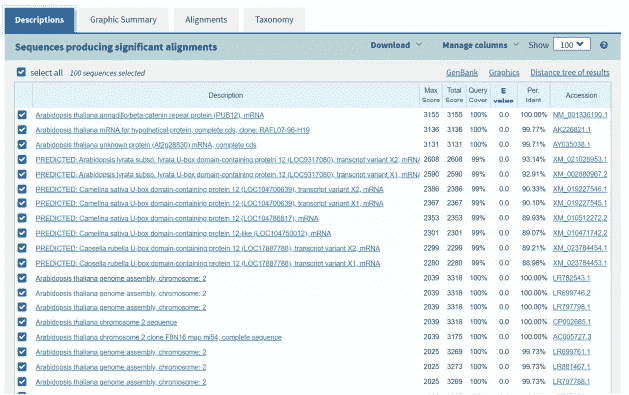 Descriptions Graphic Summary Alignments Taxonomy
Sequences producing significant alignments Download Manage columns Show 100
select all 100 sequences selected GenBank Graphics Distance tree of results
Description Max Score Total Score Query Cover E value Per. Ident Accession
Arabidopsis thaliana armadillo/beta-catenin repeat protein (PUB12), mRNA 3155 3155 100% 0.0 100.00% NM_001336190.1
Arabidopsis thaliana mRNA for hypothetical protein, complete cds, clone: RAFL07-96-H19 3136 3136 100% 0.0 99.77% AK226821.1
Arabidopsis thaliana unknown protein (At2g28830) mRNA, complete cds 3131 3131 100% 0.0 99.71% AY035038.1
PREDICTED: Arabidopsis lyrata subsp. lyrata U-box domain-containing protein 12 (LOC9317080), transcript variant X2, mRNA 2608 2608 99% 0.0 93.14% XM_021028953.1
PREDICTED: Arabidopsis lyrata subsp. lyrata U-box domain-containing protein 12 (LOC9317080), transcript variant X1, mRNA 2590 2590 99% 0.0 92.91% XM_002880967.2
PREDICTED: Camelina sativa U-box domain-containing protein 12 (LOC104700639), transcript variant X2, mRNA 2386 2386 99% 0.0 90.33% XM_019227546.1
PREDICTED: Camelina sativa U-box domain-containing protein 12 (LOC104700639), transcript variant X1, mRNA 2367 2367 99% 0.0 90.10% XM_019227545.1
PREDICTED: Camelina sativa U-box domain-containing protein 12 (LOC104786817), mRNA 2353 2353 99% 0.0 89.93% XM_010512272.2
PREDICTED: Camelina sativa U-box domain-containing protein 12-like (LOC104750012), mRNA 2301 2301 99% 0.0 89.07% XM_010471742.2
PREDICTED: Capsella rubella U-box domain-containing protein 12 (LOC17887788), transcript variant X2, mRNA 2299 2299 99% 0.0 89.21% XM_023784454.1
PREDICTED: Capsella rubella U-box domain-containing protein 12 (LOC17887788), transcript variant X1, mRNA 2280 2280 99% 0.0 88.98% XM_023784453.1
Arabidopsis thaliana genome assembly, chromosome: 2 2039 3318 100% 0.0 100.00% LR782543.1
Arabidopsis thaliana genome assembly, chromosome: 2 2039 3318 100% 0.0 100.00% LR699746.2
Arabidopsis thaliana genome assembly, chromosome: 2 2039 3318 100% 0.0 100.00% LR797798.1
Arabidopsis thaliana chromosome 2 sequence 2039 3318 100% 0.0 100.00% CP002685.1
Arabidopsis thaliana chromosome 2 clone F8N16 map mi54, complete sequence 2039 3175 100% 0.0 100.00% AC005727.3
Arabidopsis thaliana genome assembly, chromosome: 2 2025 3269 100% 0.0 99.73% LR699761.1
Arabidopsis thaliana genome assembly, chromosome: 2 2025 3273 100% 0.0 99.73% LR881467.1
Arabidopsis thaliana genome assembly, chromosome: 2 2025 3269 100% 0.0 99.73% LR797788.1